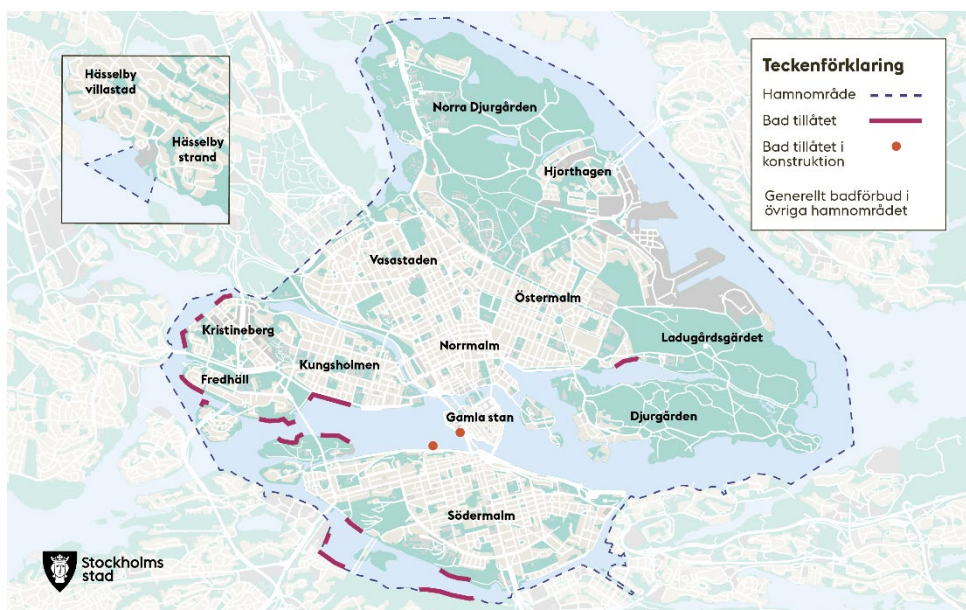 Hässelby
villastad
Hässelby
strand
Norra Djurgården
Hjorthagen
Vasastaden
Östermalm
Kristineberg
Norrmalm
Ladugårdsgärdet
Kungsholmen
Fredhäll
Gamla stan
Djurgården
Södermalm
Teckenförklaring
Hamnområde
Bad tillåtet
Bad tillåtet i
konstruktion
Generellt badförbud i
övriga hamnområdet
Stockholms
stad